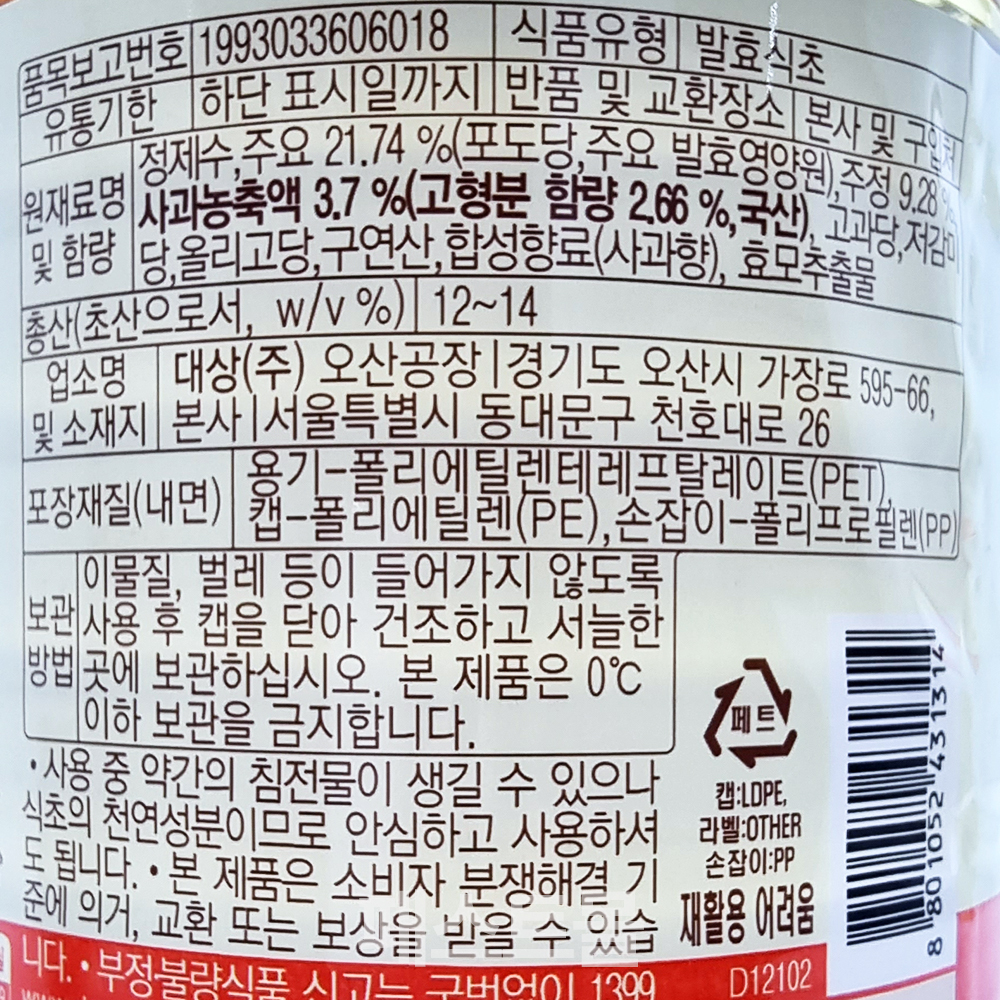 품목보고번호 1993033606018 식품유형 발효식초
유통기한 하단 표시일까지 반품 및 교환장소 본사 및 구입처
원재료명 및 함량
정제수,주요 21.74 %(포도당,주요 발효영양원),주정 9.28 %,
사과농축액 3.7 %(고형분 함량 2.66 %,국산), 고과당,저감미
당,올리고당,구연산,합성향료(사과향), 효모추출물
총산(초산으로서, w/v %) 12~14
업소명 및 소재지
대상(주) 오산공장|경기도 오산시 가장로 595-66,
본사|서울특별시 동대문구 천호대로 26
포장재질(내면)
용기-폴리에틸렌테레프탈레이트(PET),
캡-폴리에틸렌(PE),손잡이-폴리프로필렌(PP)
보관방법
이물질, 벌레 등이 들어가지 않도록
사용 후 캡을 닫아 건조하고 서늘한
곳에 보관하십시오. 본 제품은 0℃
이하 보관을 금지합니다.
•사용 중 약간의 침전물이 생길 수 있으나
식초의 천연성분이므로 안심하고 사용하셔
도 됩니다. •본 제품은 소비자 분쟁해결 기
준에 의거, 교환 또는 보상을 받을 수 있습
니다. •부정·불량식품 신고는 국번없이 1399
페트
캡:LDPE,
라벨:OTHER
손잡이:PP
재활용 어려움
D12102
8 801052 431314